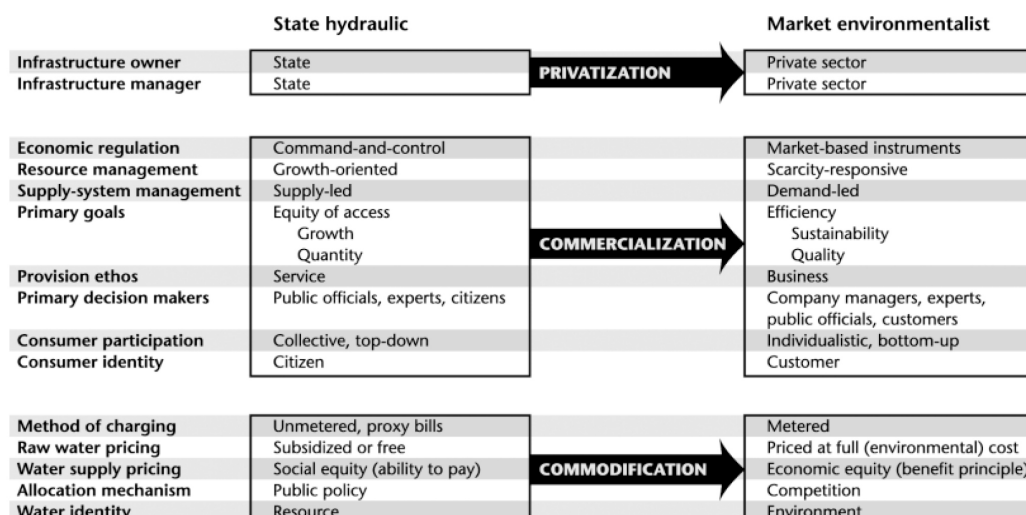 State hydraulic Market environmentalist
Infrastructure owner State Private sector
PRIVATIZATION
Infrastructure manager State Private sector
Economic regulation Command-and-control Market-based instruments
Resource management Growth-oriented Scarcity-responsive
Supply-system management Supply-led Demand-led
Primary goals Equity of access Efficiency
Growth Sustainability
COMMERCIALIZATION
Quantity Quality
Provision ethos Service Business
Primary decision makers Public officials, experts, citizens Company managers, experts,
public officials, customers
Consumer participation Collective, top-down Individualistic, bottom-up
Consumer identity Citizen Customer
Method of charging Unmetered, proxy bills Metered
Raw water pricing Subsidized or free Priced at full (environmental) cost
Water supply pricing Social equity (ability to pay) COMMODIFICATION Economic equity (benefit principle)
Allocation mechanism Public policy Competition
Water identity Resource Environment